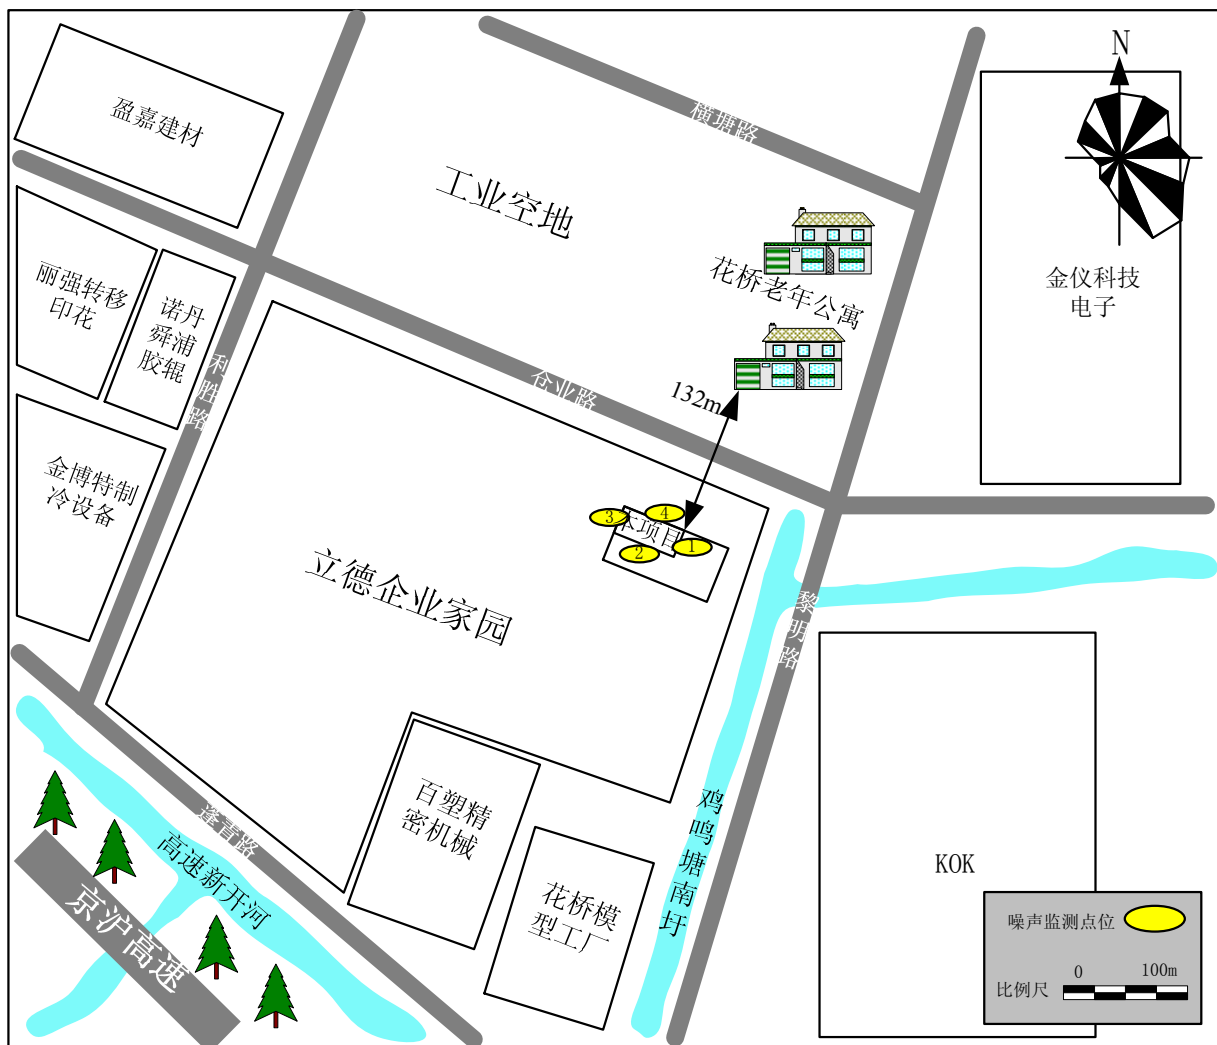 N
横塘路
盈嘉建材
工业空地
丽强转移
印花
诺丹
舜浦
胶辊
花桥老年公寓
金仪科技
电子
利胜路
仓业路
132m
金博特制
冷设备
3
4
本项目
1
2
立德企业家园
黎明路
百塑精
密机械
鸡鸣塘南圩
蓬青路
高速新开河
京沪高速
花桥模
型工厂
KOK
噪声监测点位
0
100m
比例尺